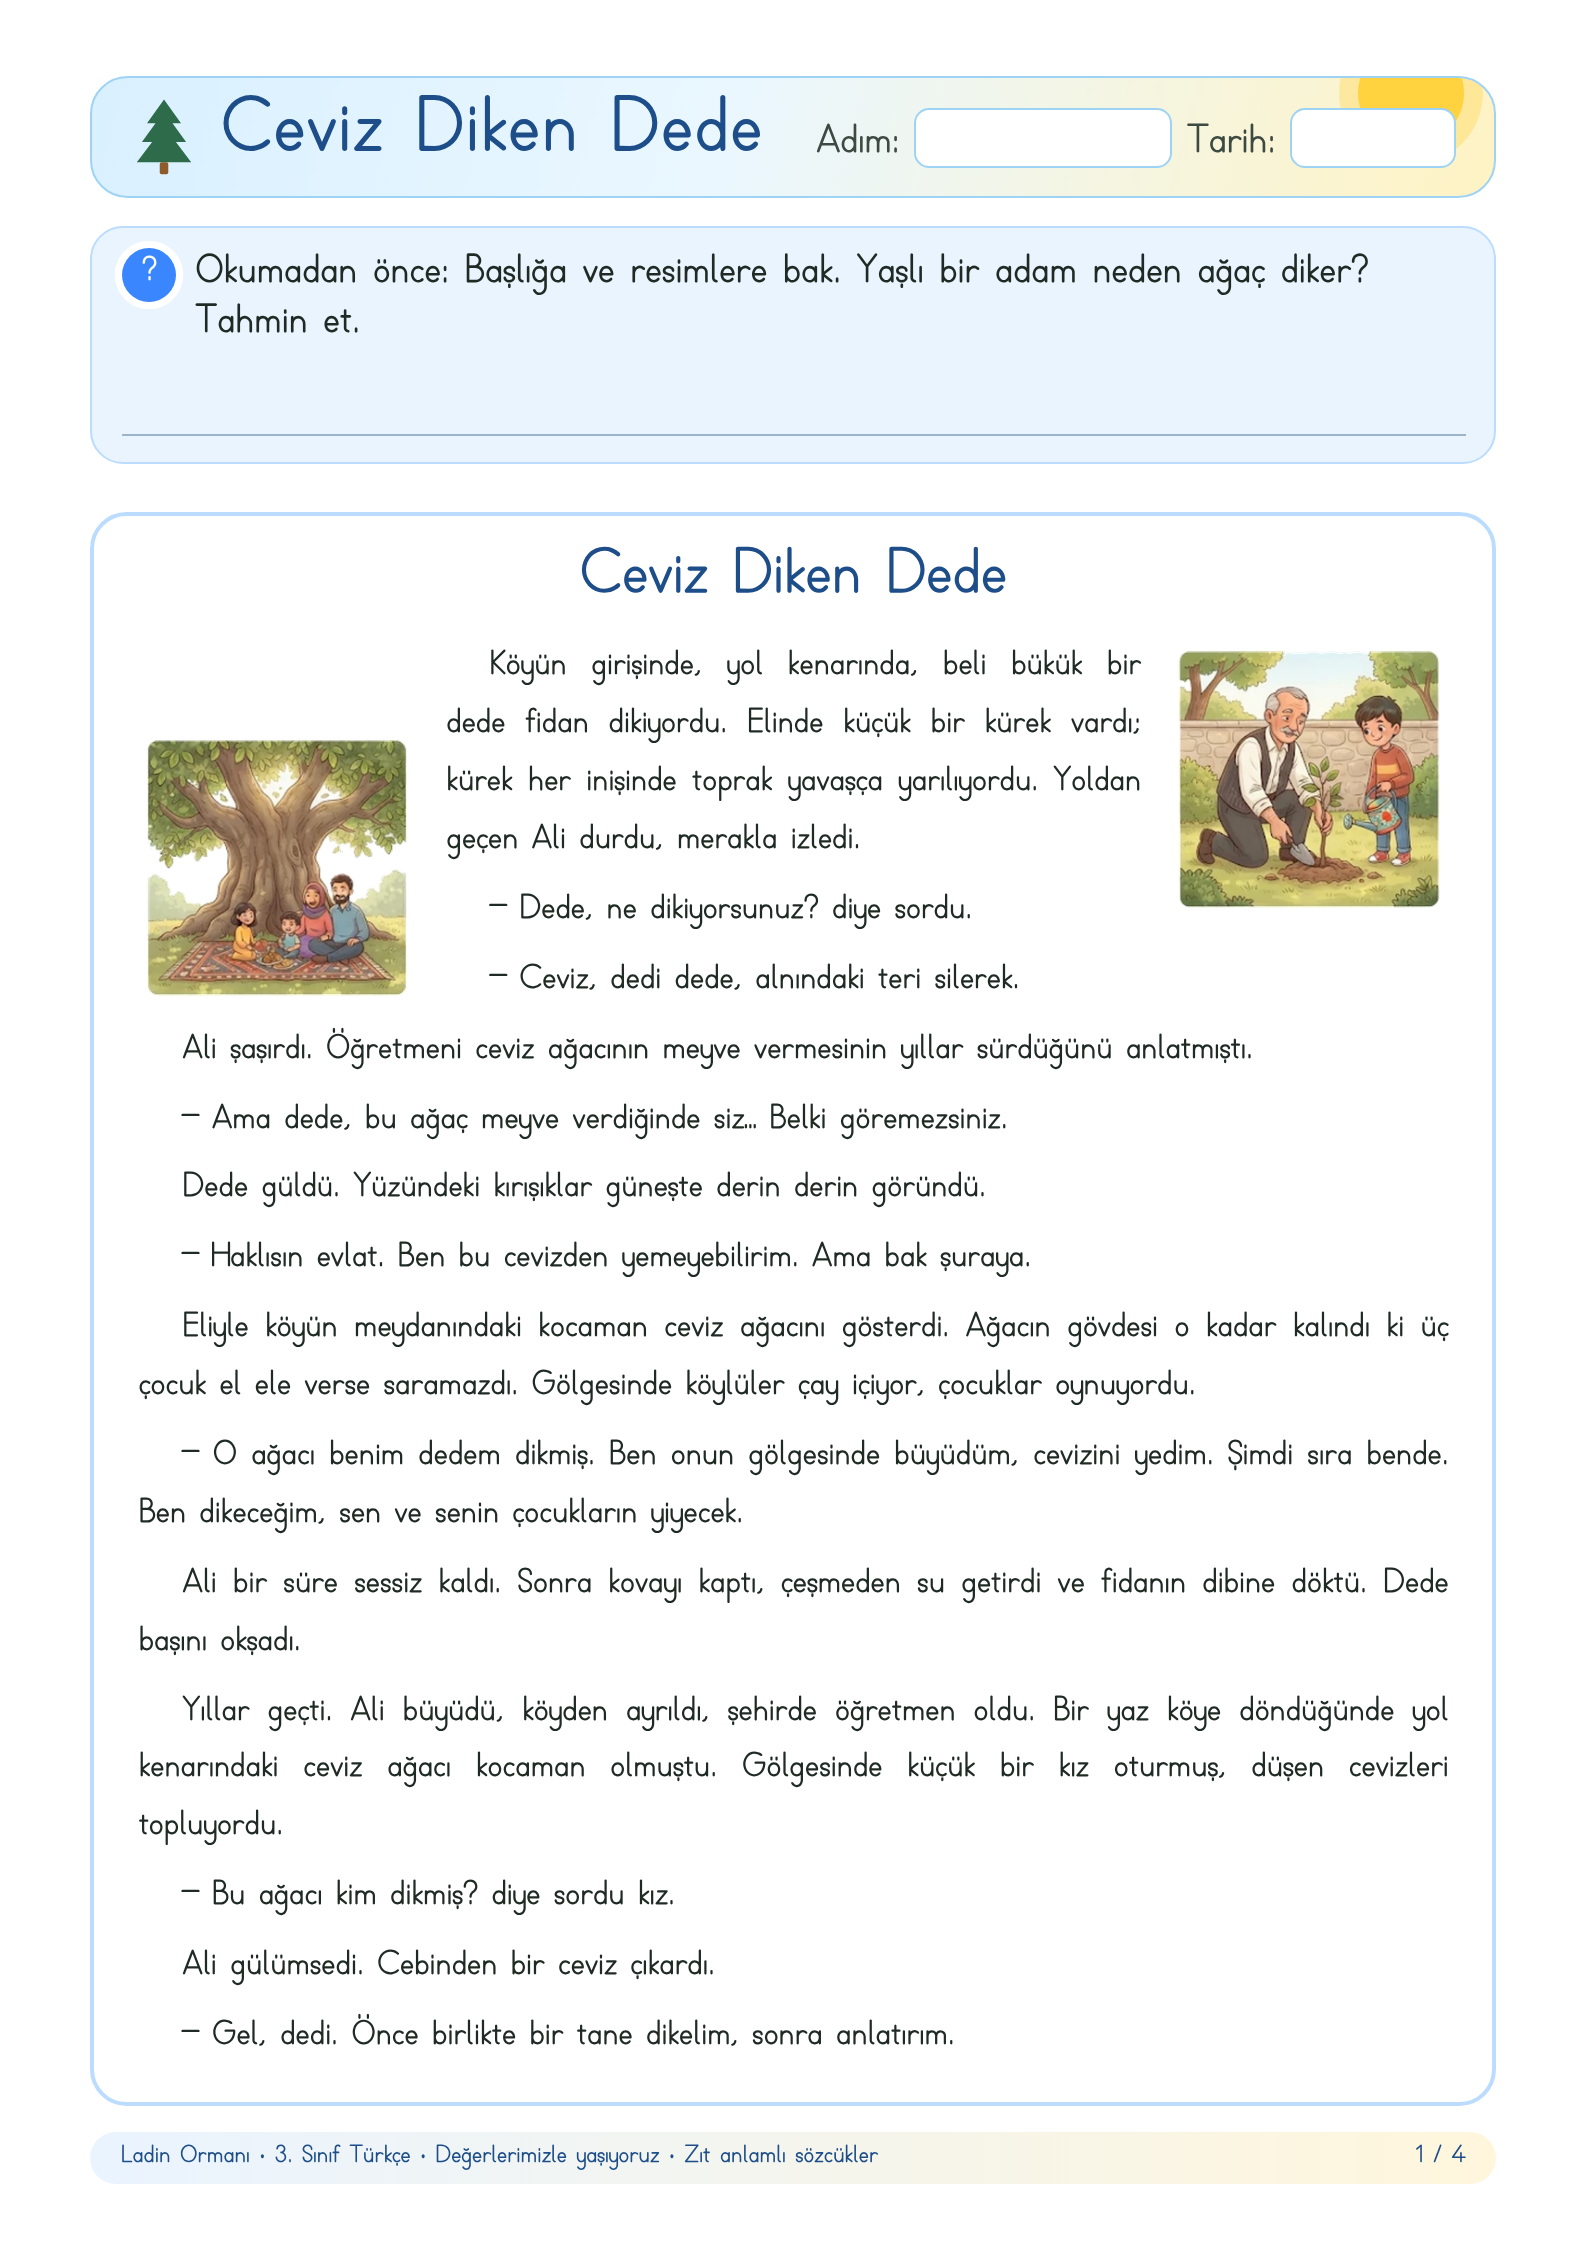 Ceviz Diken Dede
Adım:
Tarih:
?
Okumadan önce: Başlığa ve resimlere bak. Yaşlı bir adam neden ağaç diker?
Tahmin et.
Ceviz Diken Dede
Köyün girişinde, yol kenarında, beli bükük bir
dede fidan dikiyordu. Elinde küçük bir kürek vardı;
kürek her inişinde toprak yavaşça yarılıyordu. Yoldan
geçen Ali durdu, merakla izledi.
– Dede, ne dikiyorsunuz? diye sordu.
– Ceviz, dedi dede, alnındaki teri silerek.
Ali şaşırdı. Öğretmeni ceviz ağacının meyve vermesinin yıllar sürdüğünü anlatmıştı.
– Ama dede, bu ağaç meyve verdiğinde siz... Belki göremezsiniz.
Dede güldü. Yüzündeki kırışıklar güneşte derin derin göründü.
– Haklısın evlat. Ben bu cevizden yemeyebilirim. Ama bak şuraya.
Eliyle köyün meydanındaki kocaman ceviz ağacını gösterdi. Ağacın gövdesi o kadar kalındı ki üç
çocuk el ele verse saramazdı. Gölgesinde köylüler çay içiyor, çocuklar oynuyordu.
– O ağacı benim dedem dikmiş. Ben onun gölgesinde büyüdüm, cevizini yedim. Şimdi sıra bende.
Ben dikeceğim, sen ve senin çocukların yiyecek.
Ali bir süre sessiz kaldı. Sonra kovayı kaptı, çeşmeden su getirdi ve fidanın dibine döktü. Dede
başını okşadı.
Yıllar geçti. Ali büyüdü, köyden ayrıldı, şehirde öğretmen oldu. Bir yaz köye döndüğünde yol
kenarındaki ceviz ağacı kocaman olmuştu. Gölgesinde küçük bir kız oturmuş, düşen cevizleri
topluyordu.
– Bu ağacı kim dikmiş? diye sordu kız.
Ali gülümsedi. Cebinden bir ceviz çıkardı.
– Gel, dedi. Önce birlikte bir tane dikelim, sonra anlatırım.
Ladin Ormanı • 3. Sınıf Türkçe • Değerlerimizle yaşıyoruz • Zıt anlamlı sözcükler
1 / 4